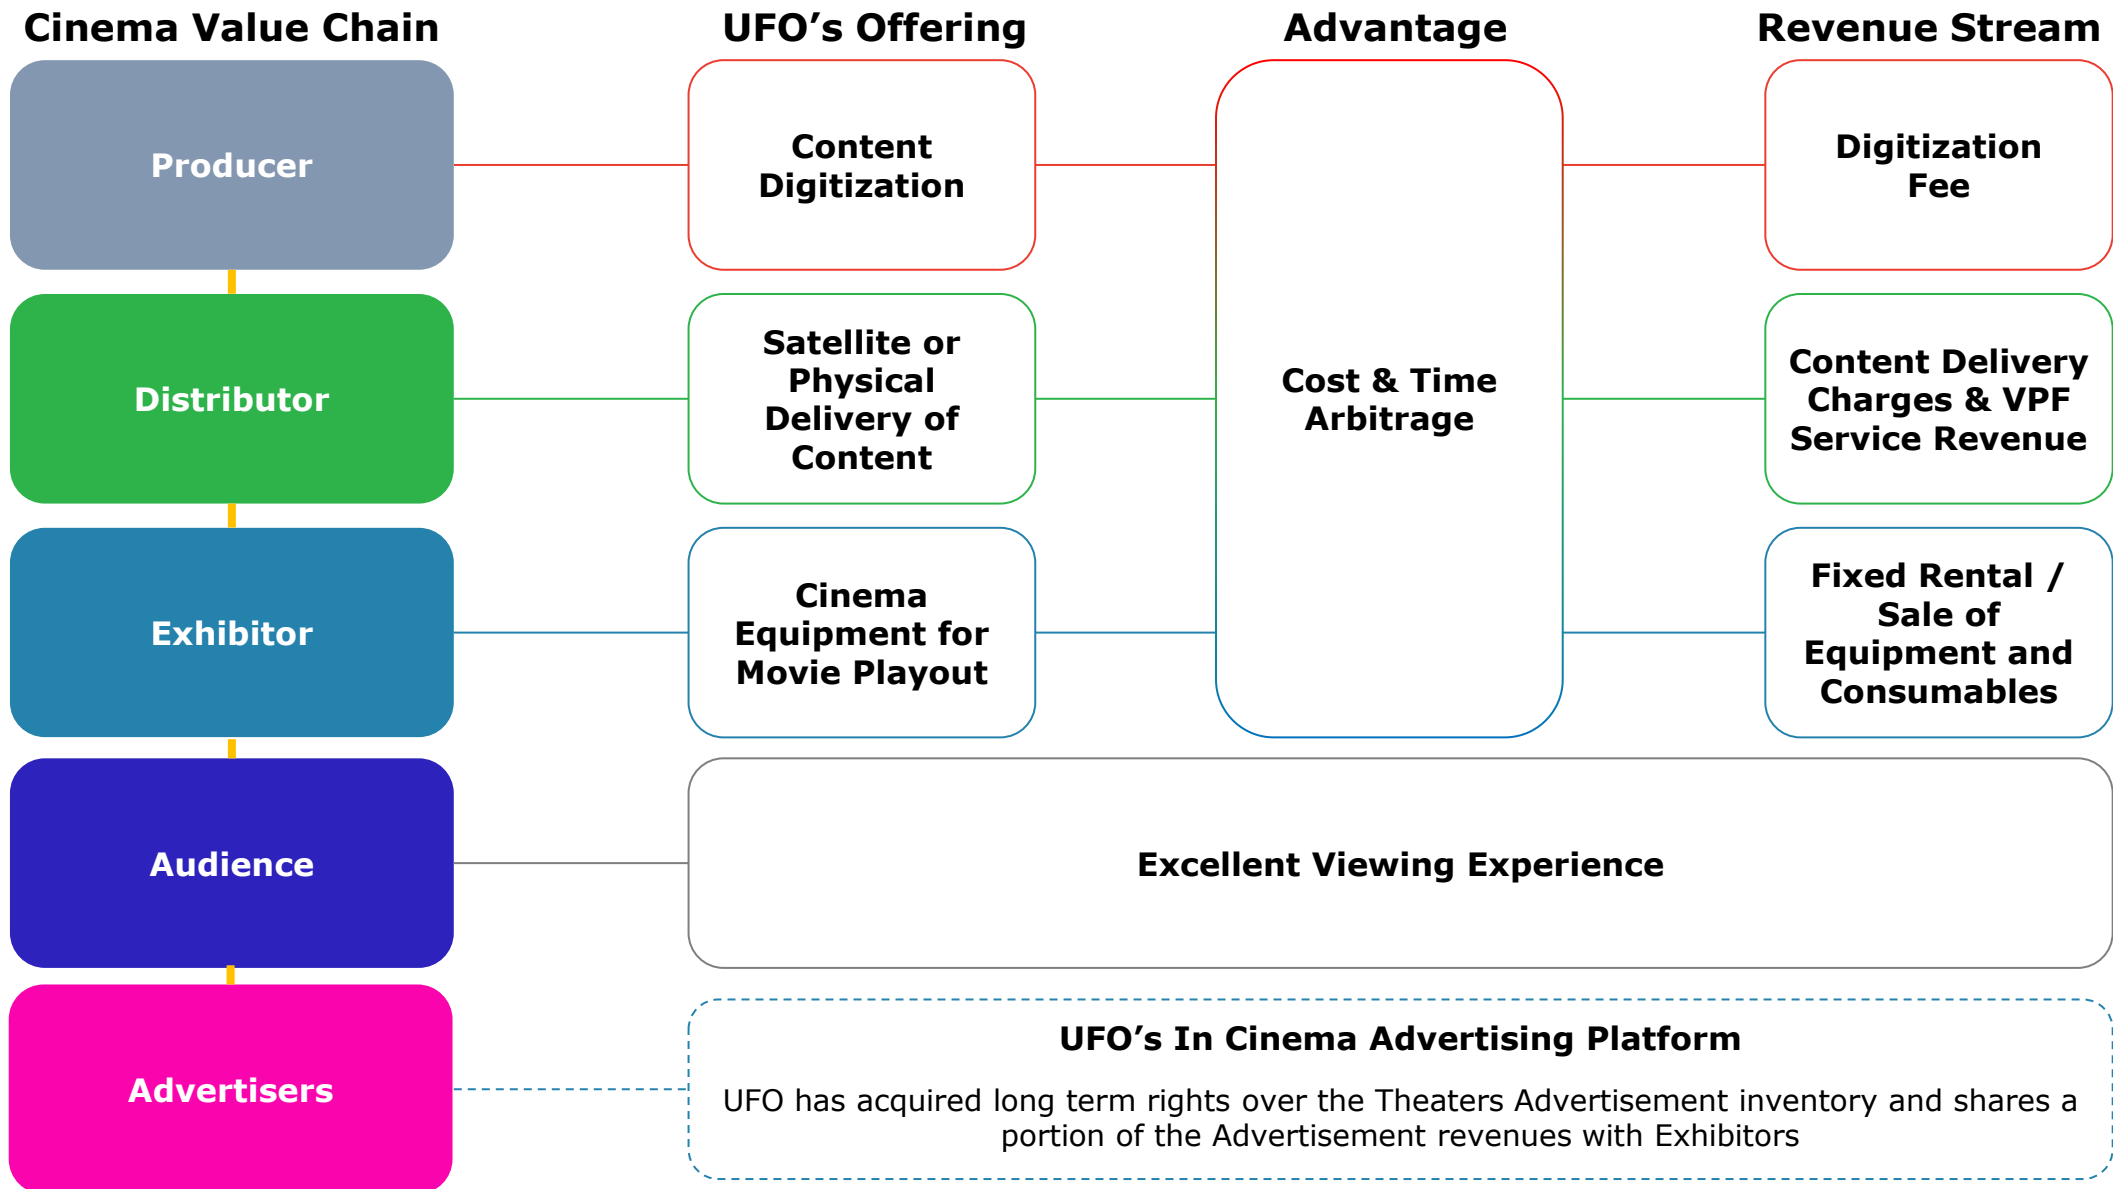 Cinema Value Chain
UFO’s Offering
Advantage
Revenue Stream
Producer
Content
Digitization
Digitization
Fee
Distributor
Satellite or
Physical
Delivery of
Content
Cost & Time
Arbitrage
Content Delivery
Charges & VPF
Service Revenue
Exhibitor
Cinema
Equipment for
Movie Playout
Fixed Rental /
Sale of
Equipment and
Consumables
Audience
Excellent Viewing Experience
Advertisers
UFO’s In Cinema Advertising Platform
UFO has acquired long term rights over the Theaters Advertisement inventory and shares a
portion of the Advertisement revenues with Exhibitors